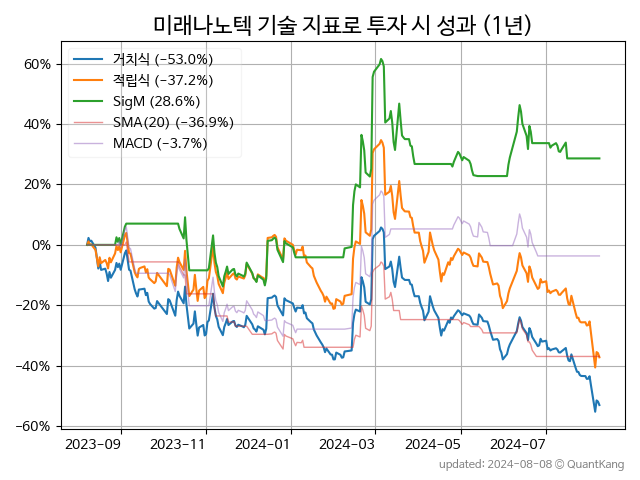 미래나노텍 기술 지표로 투자 시 성과 (1년)
거치식 (−53.0%)
적립식 (−37.2%)
SigM (28.6%)
SMA(20) (−36.9%)
MACD (−3.7%)
60%
40%
20%
0%
−20%
−40%
−60%
2023-09 2023-11 2024-01 2024-03 2024-05 2024-07
updated: 2024-08-08 © QuantKang